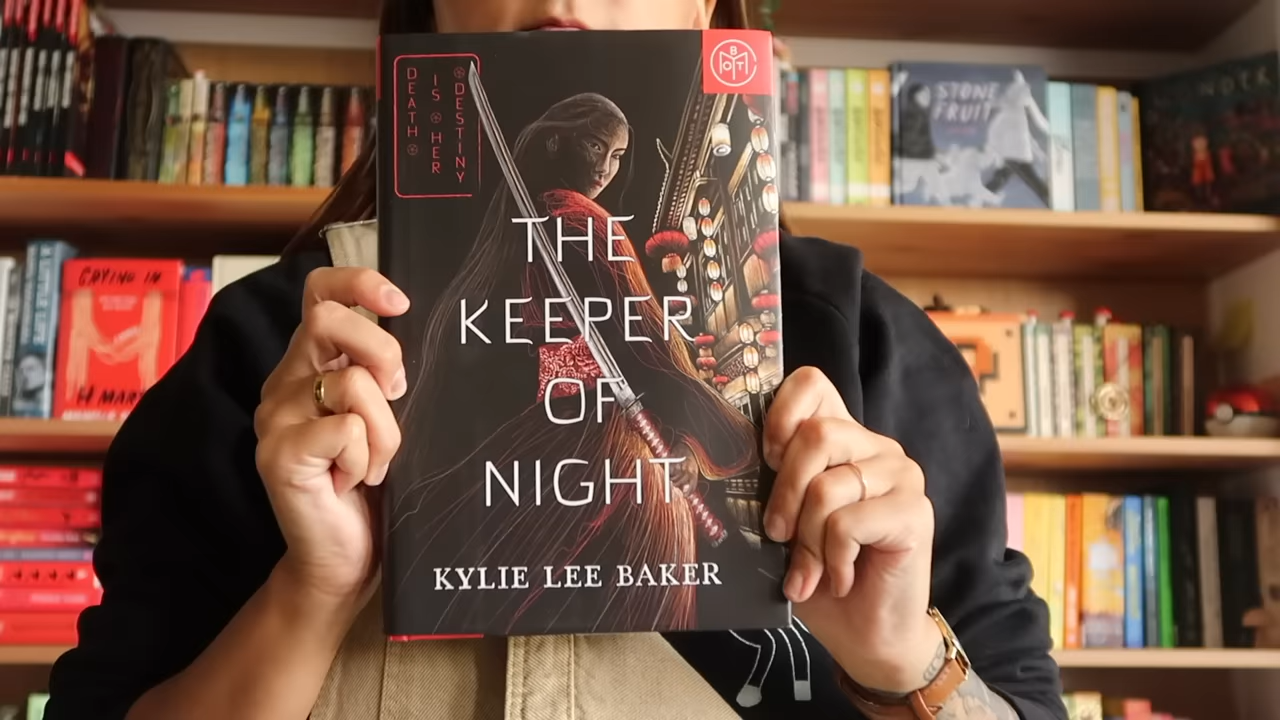 DEATH
IS
HER
DESTINY
BOTM
THE
KEEPER
OF
NIGHT
KYLIE LEE BAKER
STONE
FRUIT
CRYING IN
H MART